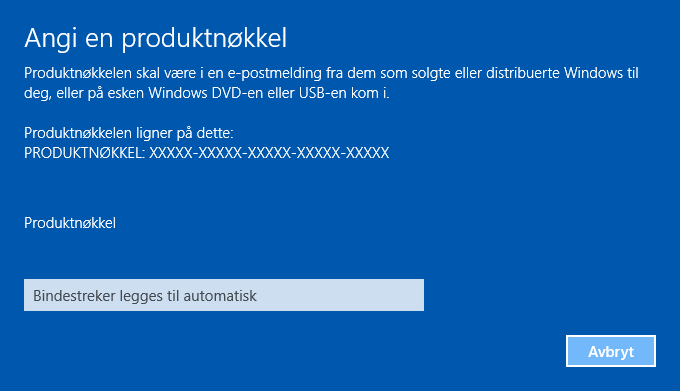 Angi en produktnøkkel
Produktnøkkelen skal være i en e-postmelding fra dem som solgte eller distribuerte Windows til
deg, eller på esken Windows DVD-en eller USB-en kom i.
Produktnøkkelen ligner på dette:
PRODUKTNØKKEL: XXXXX-XXXXX-XXXXX-XXXXX-XXXXX
Produktnøkkel
Bindestreker legges til automatisk
Avbryt